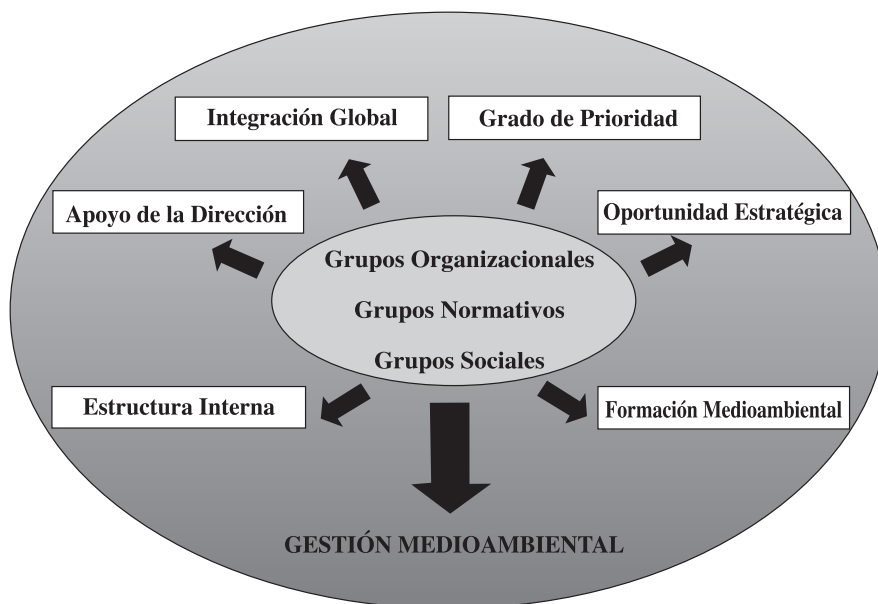 Integración Global
Grado de Prioridad
Apoyo de la Dirección
Oportunidad Estratégica
Grupos Organizacionales
Grupos Normativos
Grupos Sociales
Estructura Interna
Formación Medioambiental
GESTIÓN MEDIOAMBIENTAL